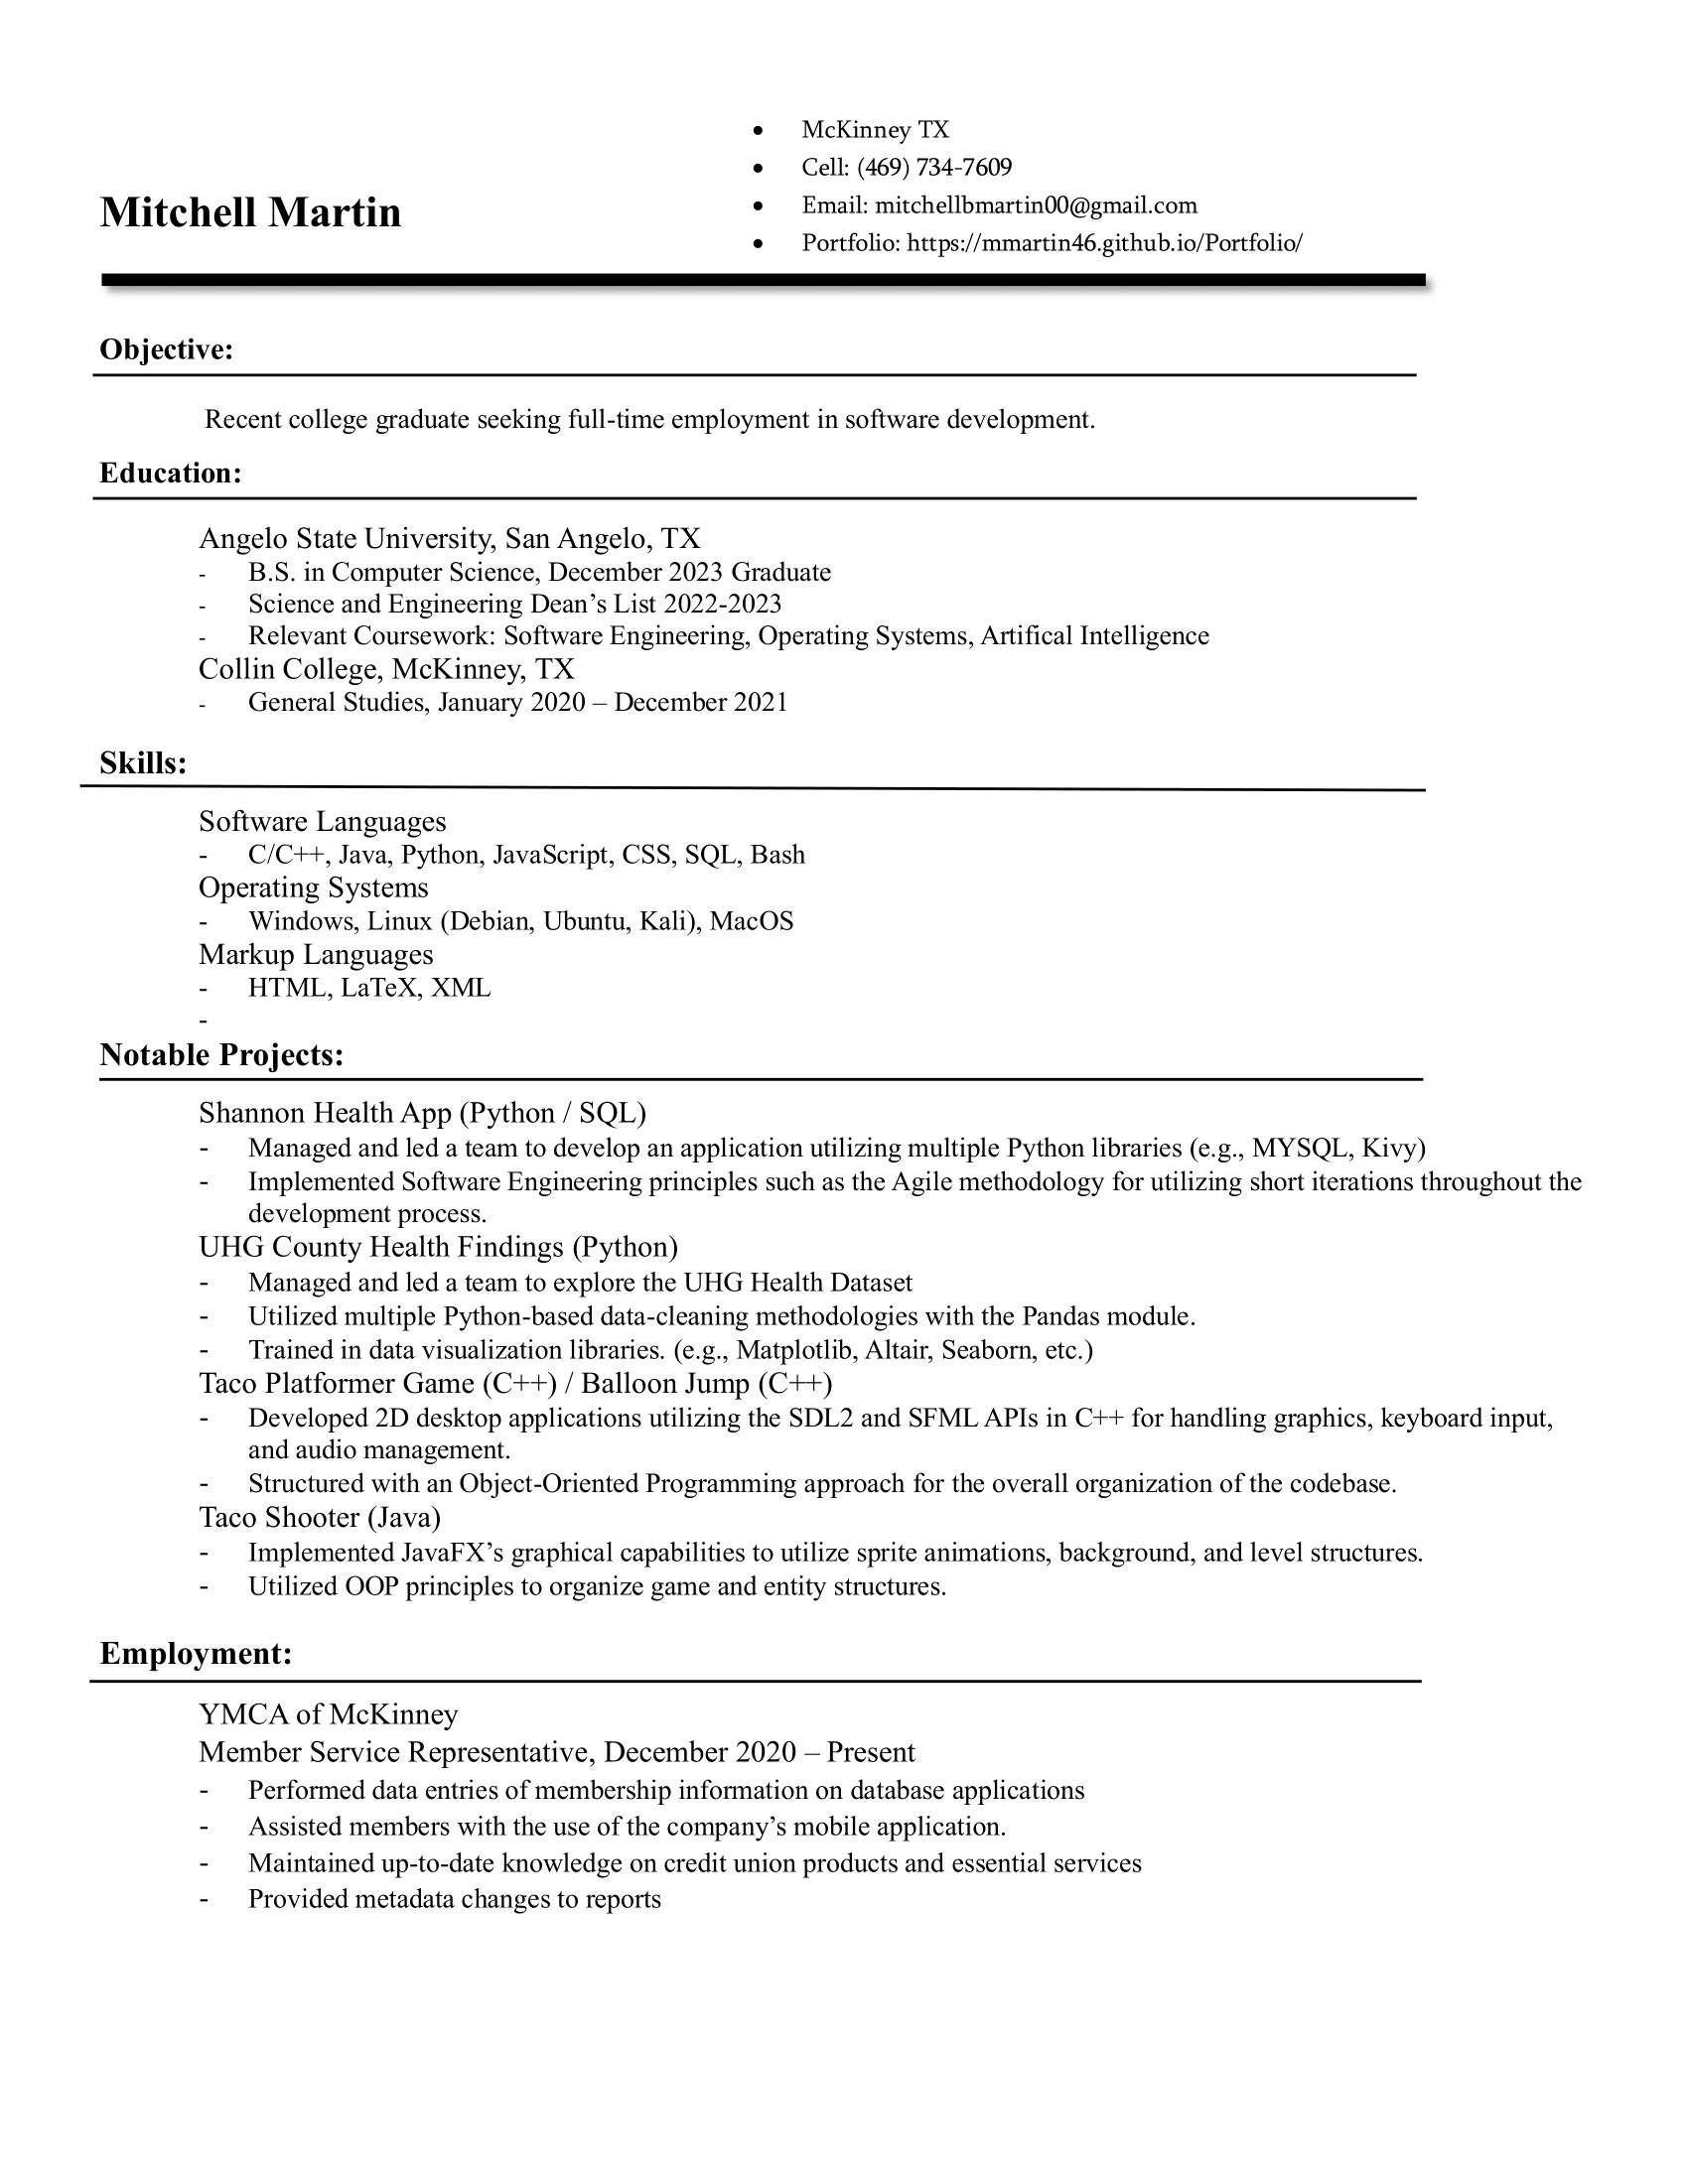 Mitchell Martin
• McKinney TX
• Cell: (469) 734-7609
• Email: mitchellbmartin00@gmail.com
• Portfolio: https://mmartin46.github.io/Portfolio/
Objective:
Recent college graduate seeking full-time employment in software development.
Education:
Angelo State University, San Angelo, TX
- B.S. in Computer Science, December 2023 Graduate
- Science and Engineering Dean’s List 2022-2023
- Relevant Coursework: Software Engineering, Operating Systems, Artifical Intelligence
Collin College, McKinney, TX
- General Studies, January 2020 – December 2021
Skills:
Software Languages
- C/C++, Java, Python, JavaScript, CSS, SQL, Bash
Operating Systems
- Windows, Linux (Debian, Ubuntu, Kali), MacOS
Markup Languages
- HTML, LaTeX, XML
-
Notable Projects:
Shannon Health App (Python / SQL)
- Managed and led a team to develop an application utilizing multiple Python libraries (e.g., MYSQL, Kivy)
- Implemented Software Engineering principles such as the Agile methodology for utilizing short iterations throughout the
development process.
UHG County Health Findings (Python)
- Managed and led a team to explore the UHG Health Dataset
- Utilized multiple Python-based data-cleaning methodologies with the Pandas module.
- Trained in data visualization libraries. (e.g., Matplotlib, Altair, Seaborn, etc.)
Taco Platformer Game (C++) / Balloon Jump (C++)
- Developed 2D desktop applications utilizing the SDL2 and SFML APIs in C++ for handling graphics, keyboard input,
and audio management.
- Structured with an Object-Oriented Programming approach for the overall organization of the codebase.
Taco Shooter (Java)
- Implemented JavaFX’s graphical capabilities to utilize sprite animations, background, and level structures.
- Utilized OOP principles to organize game and entity structures.
Employment:
YMCA of McKinney
Member Service Representative, December 2020 – Present
- Performed data entries of membership information on database applications
- Assisted members with the use of the company’s mobile application.
- Maintained up-to-date knowledge on credit union products and essential services
- Provided metadata changes to reports